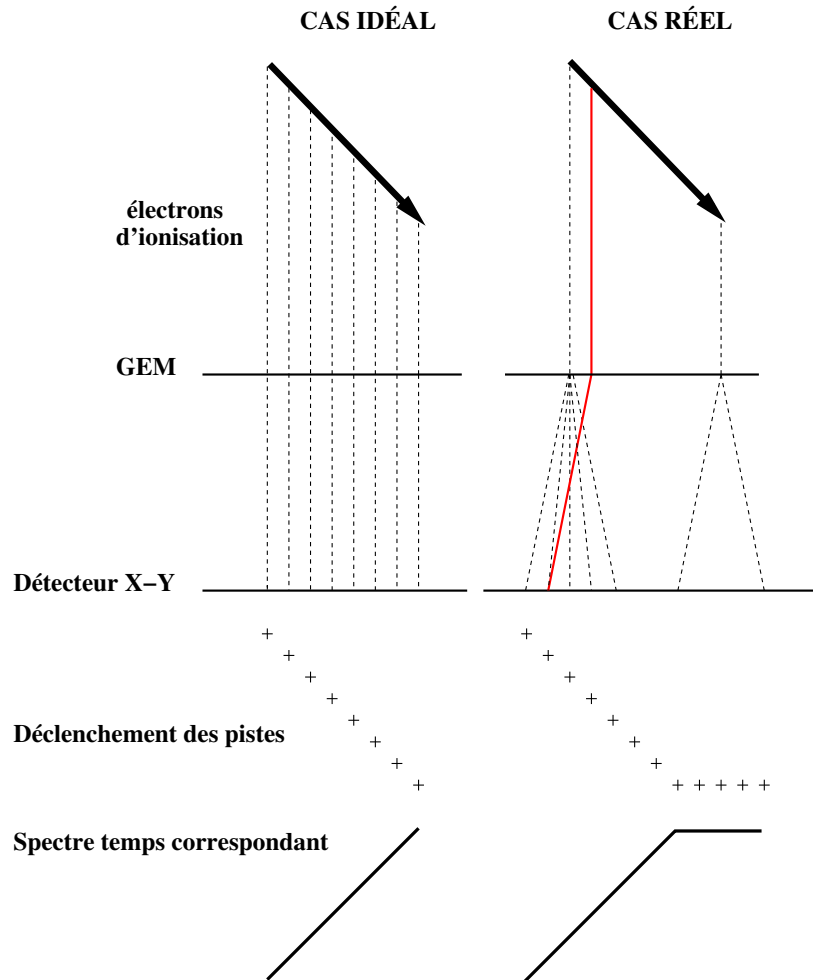 CAS IDÉAL
CAS RÉEL
électrons
d'ionisation
GEM
Détecteur X−Y
Déclenchement des pistes
Spectre temps correspondant